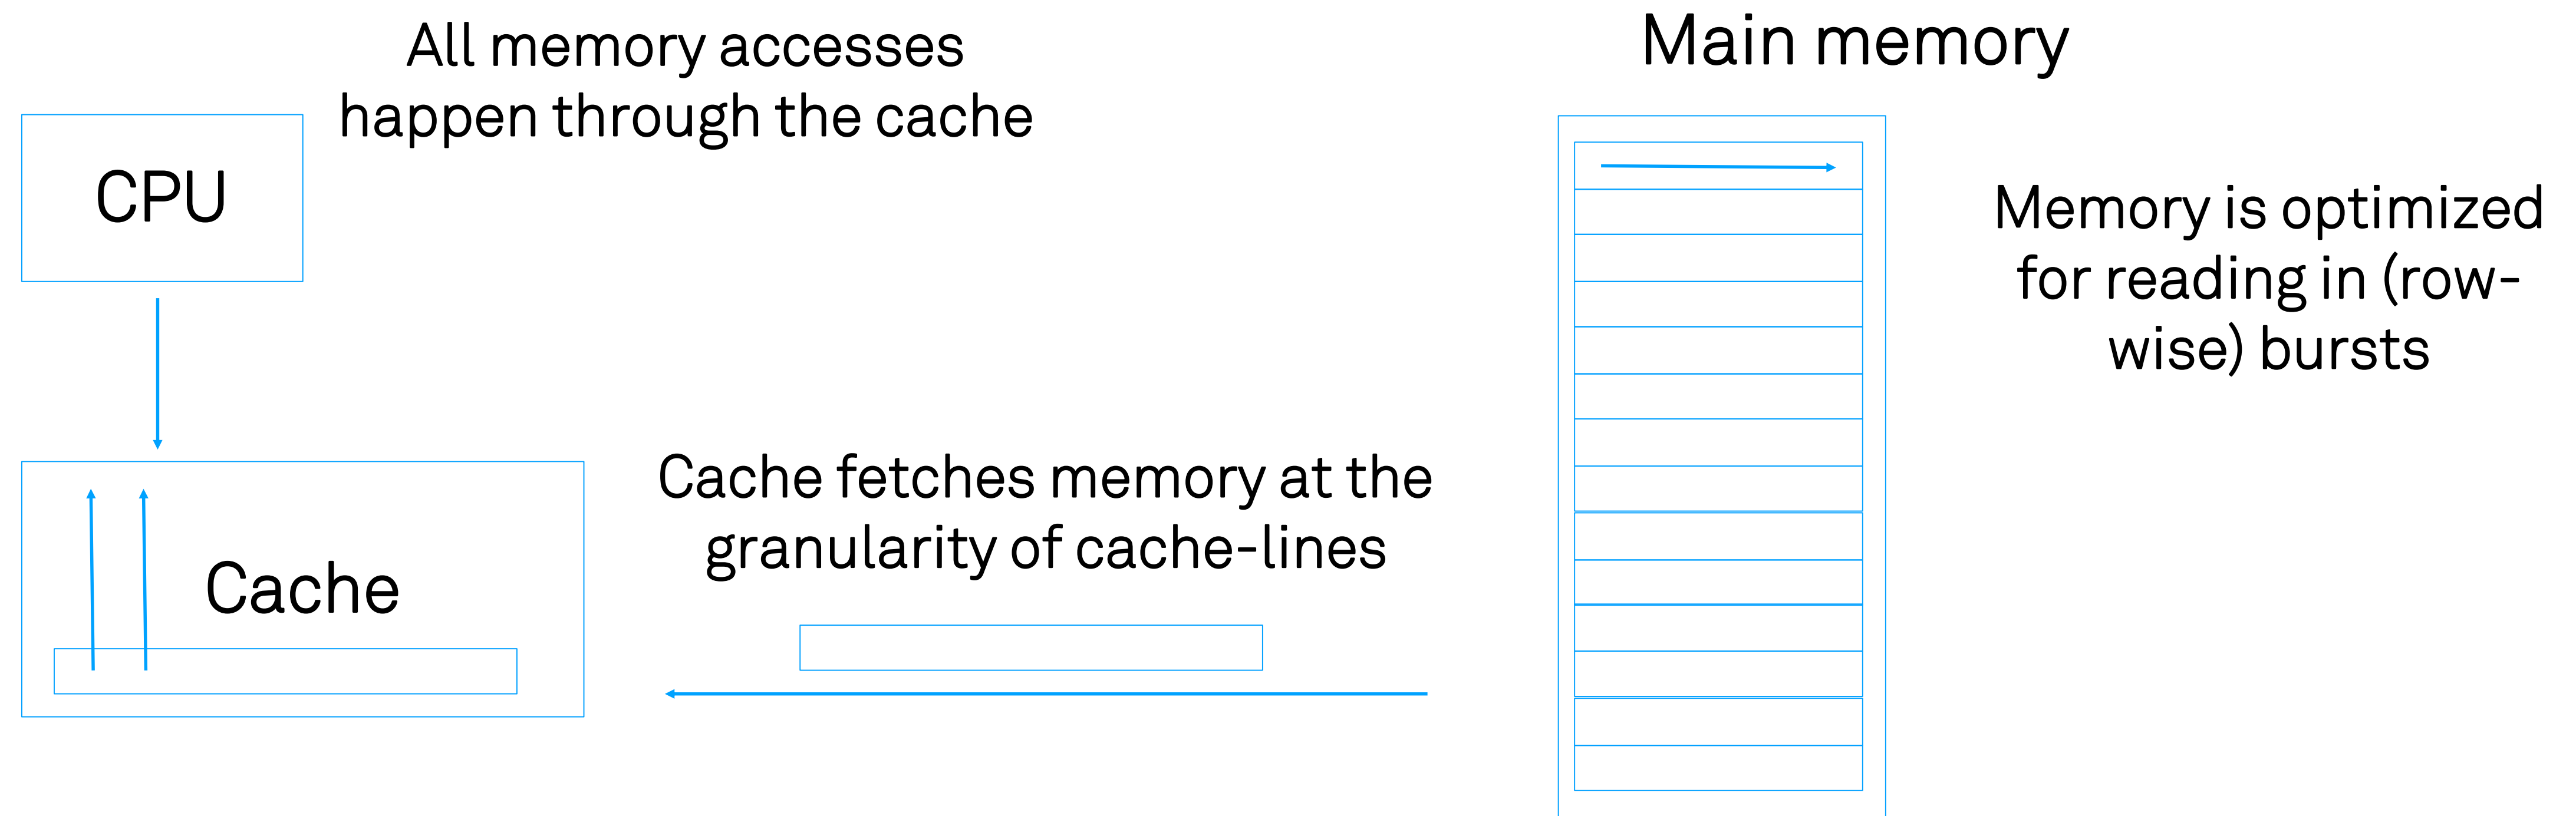 All memory accesses
happen through the cache
Main memory
CPU
Memory is optimized
for reading in (row-
wise) bursts
Cache fetches memory at the
granularity of cache-lines
Cache